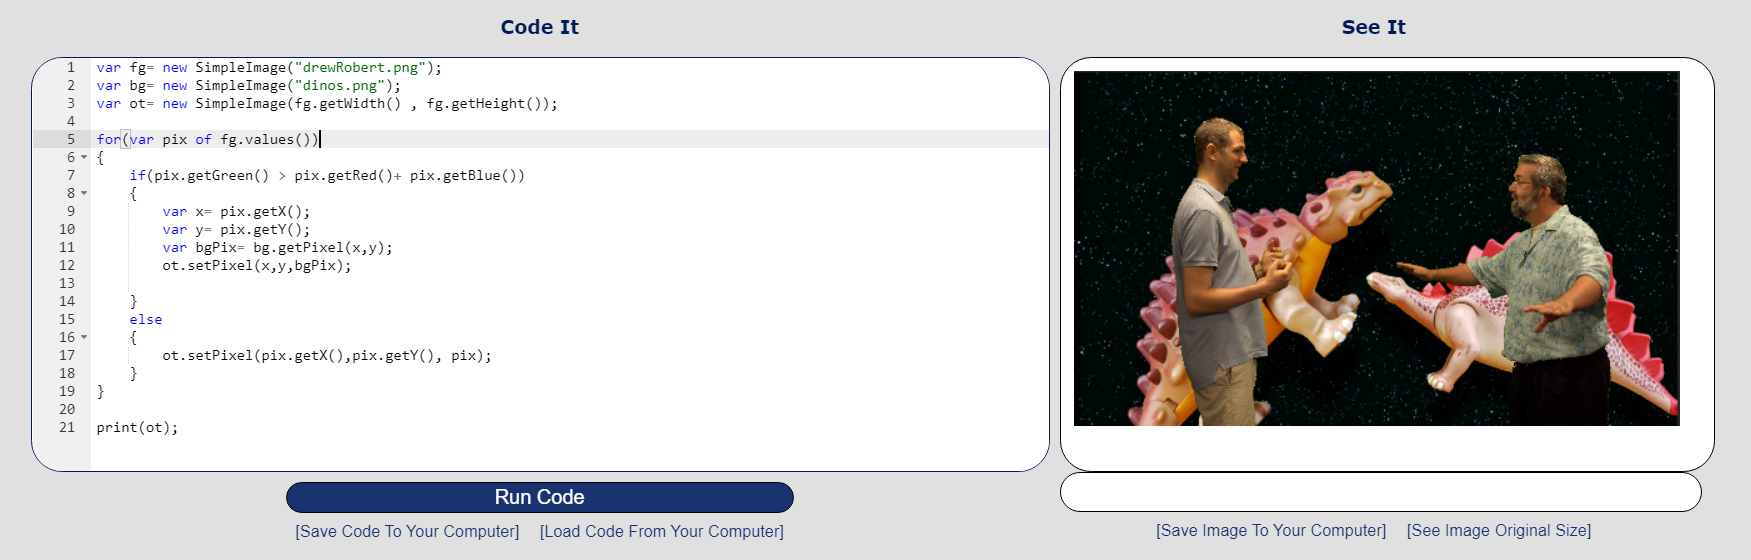 Code It
1 var fg= new SimpleImage("drewRobert.png");
2 var bg= new SimpleImage("dinos.png");
3 var ot= new SimpleImage(fg.getWidth() , fg.getHeight());
4
5 for(var pix of fg.values())
6 {
7     if(pix.getGreen() > pix.getRed()+ pix.getBlue())
8     {
9         var x= pix.getX();
10         var y= pix.getY();
11         var bgPix= bg.getPixel(x,y);
12         ot.setPixel(x,y,bgPix);
13
14     }
15     else
16     {
17         ot.setPixel(pix.getX(),pix.getY(), pix);
18     }
19 }
20
21 print(ot);
Run Code
[Save Code To Your Computer] [Load Code From Your Computer]
See It
[Save Image To Your Computer] [See Image Original Size]